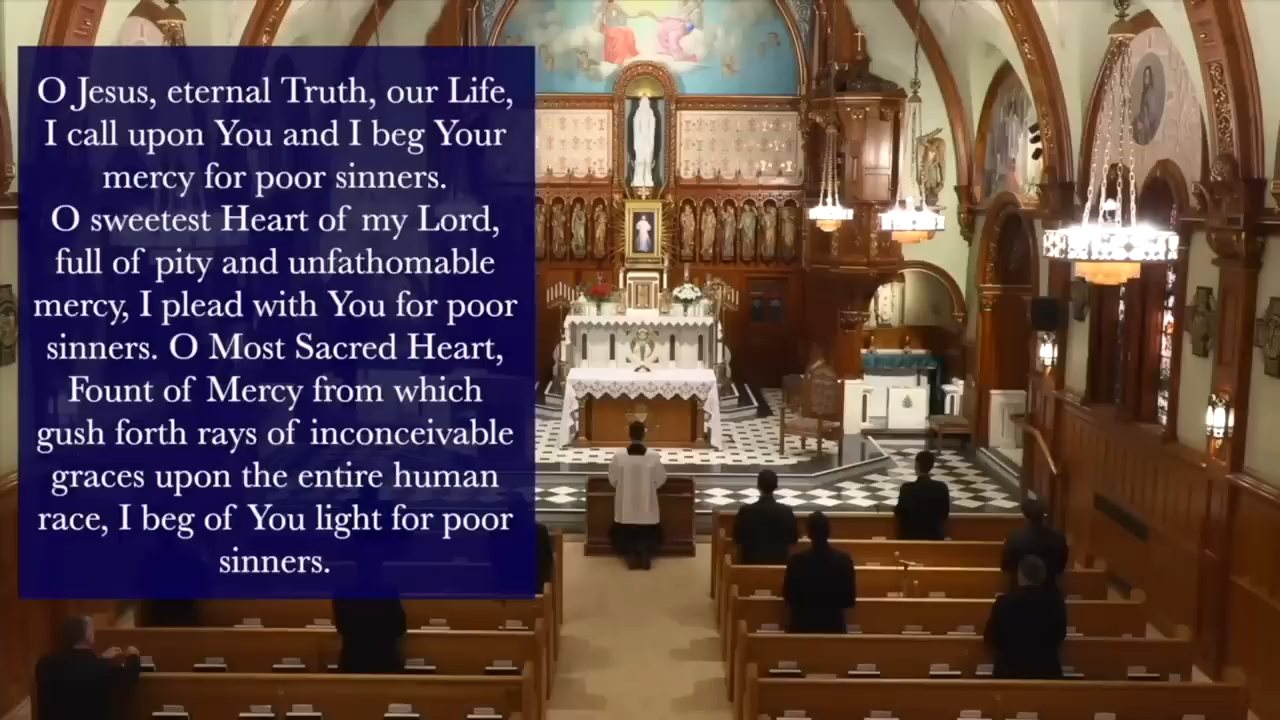 O Jesus, eternal Truth, our Life,
I call upon You and I beg Your
mercy for poor sinners.
O sweetest Heart of my Lord,
full of pity and unfathomable
mercy, I plead with You for poor
sinners. O Most Sacred Heart,
Fount of Mercy from which
gush forth rays of inconceivable
graces upon the entire human
race, I beg of You light for poor
sinners.